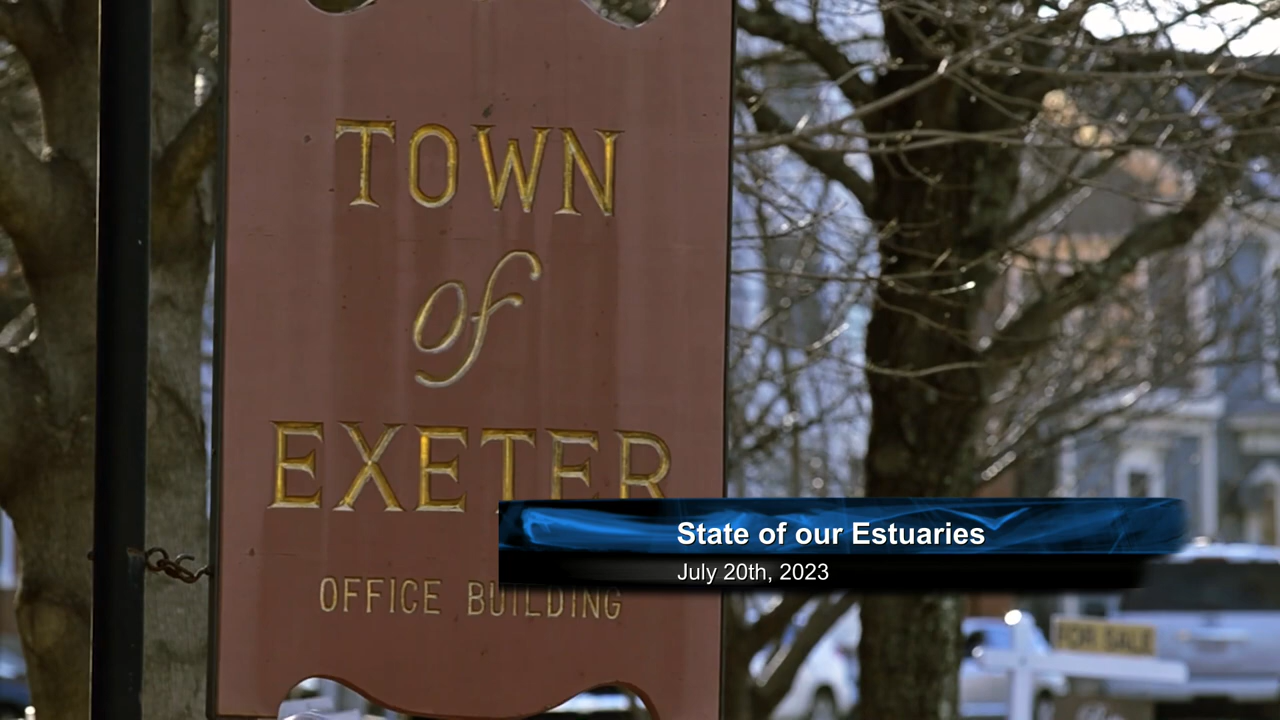 TOWN
of
EXETER
OFFICE BUILDING
State of our Estuaries
July 20th, 2023
FOR SALE